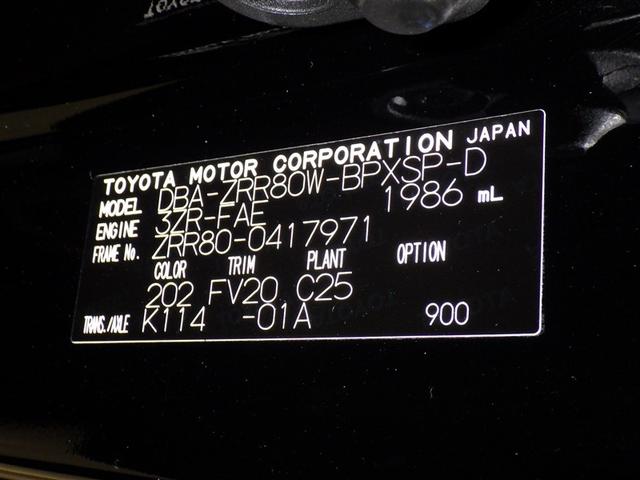 TOYOTA MOTOR CORPORATION JAPAN
MODEL DBA-ZRR80W-BPXSP-D
ENGINE 3ZR-FAE 1986 mL
FRAME No. ZRR80-0417971
COLOR TRIM PLANT OPTION
202 FV20 C25
TRANS./AXLE K114 -01A 900